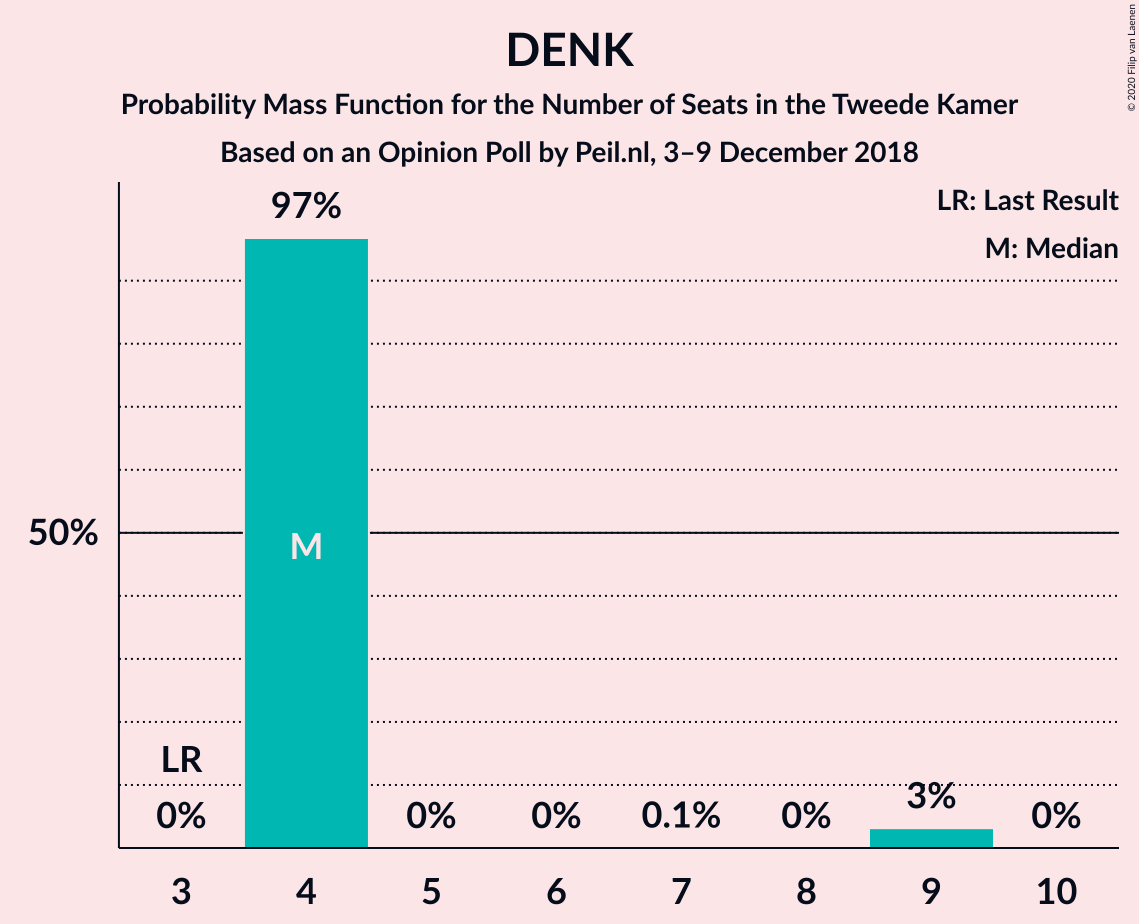 DENK
Probability Mass Function for the Number of Seats in the Tweede Kamer
Based on an Opinion Poll by Peil.nl, 3–9 December 2018
© 2020 Filip van Laenen
LR: Last Result
M: Median
97%
50%
M
LR
0%
0%
0%
0.1%
0%
3%
0%
3 4 5 6 7 8 9 10